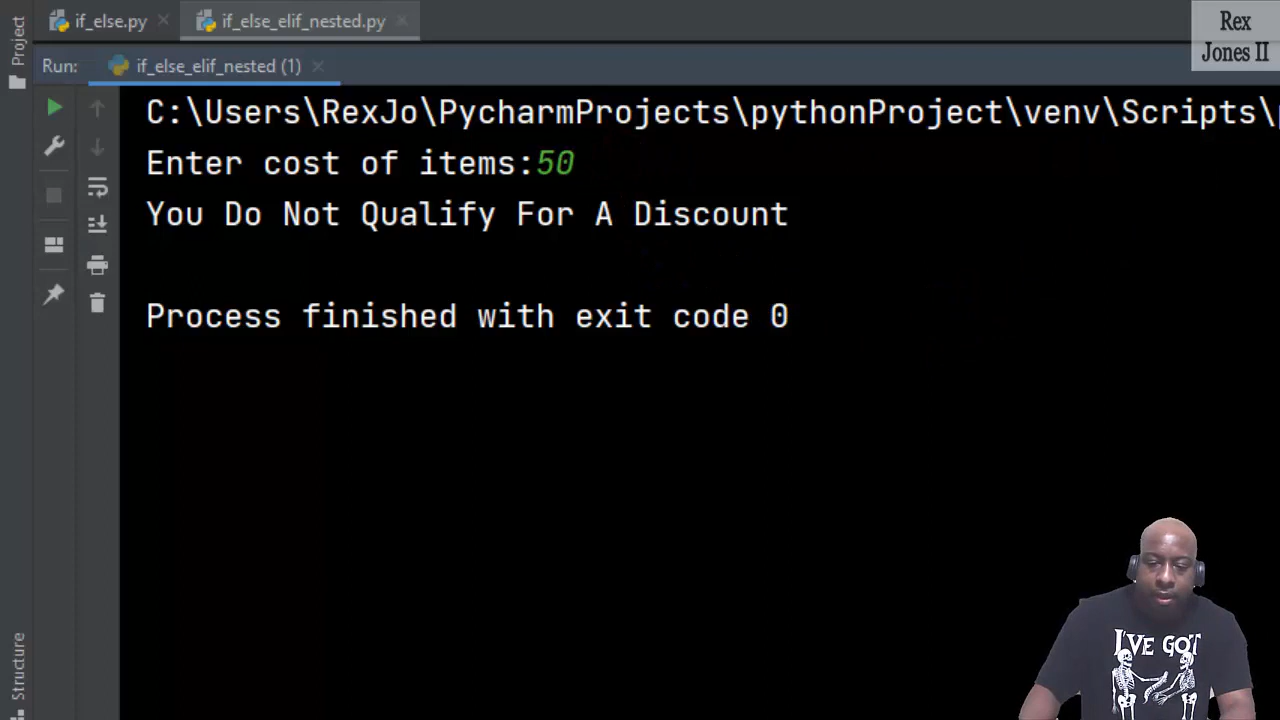 if_else.py
if_else_elif_nested.py
Rex
Jones II
Project
Run:
if_else_elif_nested (1)
C:\Users\RexJo\PycharmProjects\pythonProject\venv\Scripts\
Enter cost of items:50
You Do Not Qualify For A Discount
Process finished with exit code 0
Structure
I'VE GOT